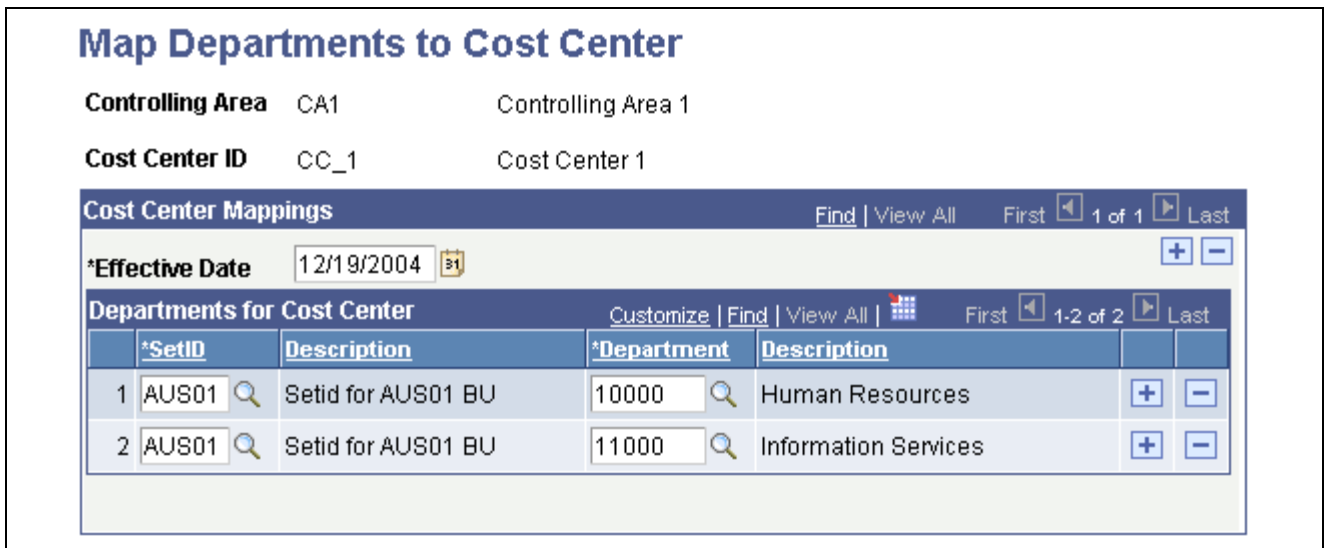 Map Departments to Cost Center
Controlling Area CA1 Controlling Area 1
Cost Center ID CC_1 Cost Center 1
Cost Center Mappings Find | View All First 1 of 1 Last
*Effective Date 12/19/2004 31
Departments for Cost Center Customize | Find | View All | First 1-2 of 2 Last
*SetID Description *Department Description
1 AUS01 Setid for AUS01 BU 10000 Human Resources
2 AUS01 Setid for AUS01 BU 11000 Information Services